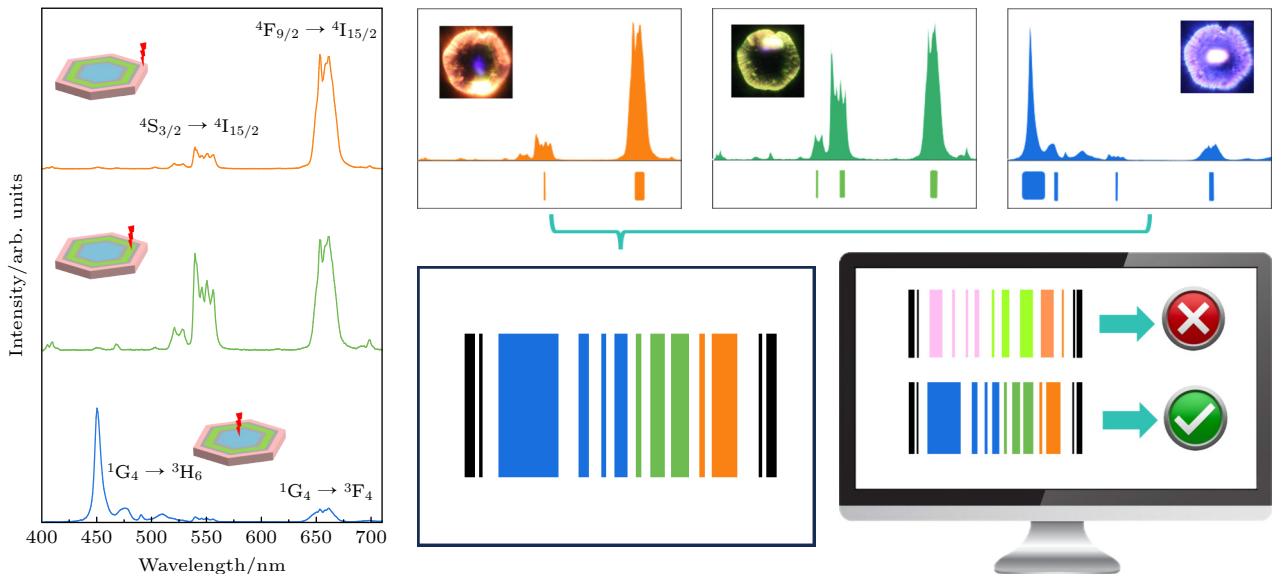 ⁴F₉/₂ → ⁴I₁₅/₂
⁴S₃/₂ → ⁴I₁₅/₂
¹G₄ → ³H₆
¹G₄ → ³F₄
Intensity/arb. units
400 450 500 550 600 650 700
Wavelength/nm